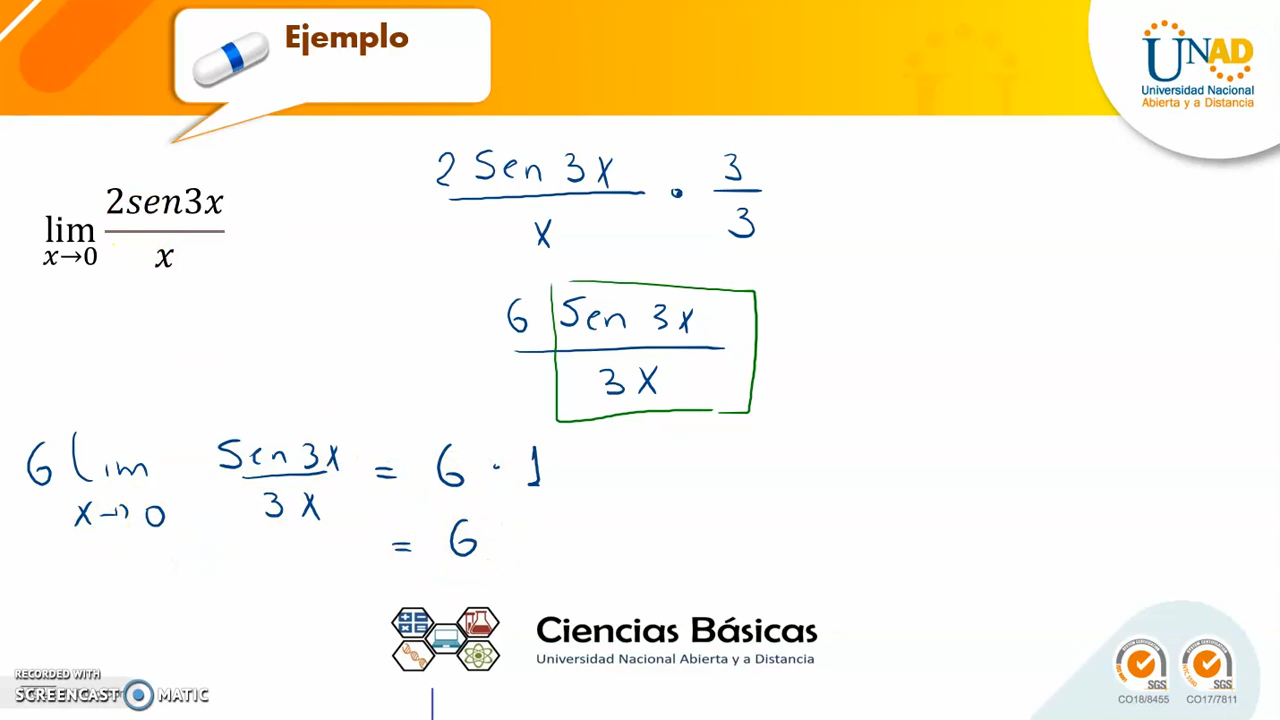 Ejemplo
UNAD
Universidad Nacional
Abierta y a Distancia
lim x→0 2sen3x / x
2 Sen 3x / x · 3 / 3
6 Sen 3x / 3x
6 lim x→0 Sen 3x / 3x = 6 · 1
= 6
Ciencias Básicas
Universidad Nacional Abierta y a Distancia
RECORDED WITH
SCREENCAST MATIC
SGS
SGS
CO18/8455
CO17/7811